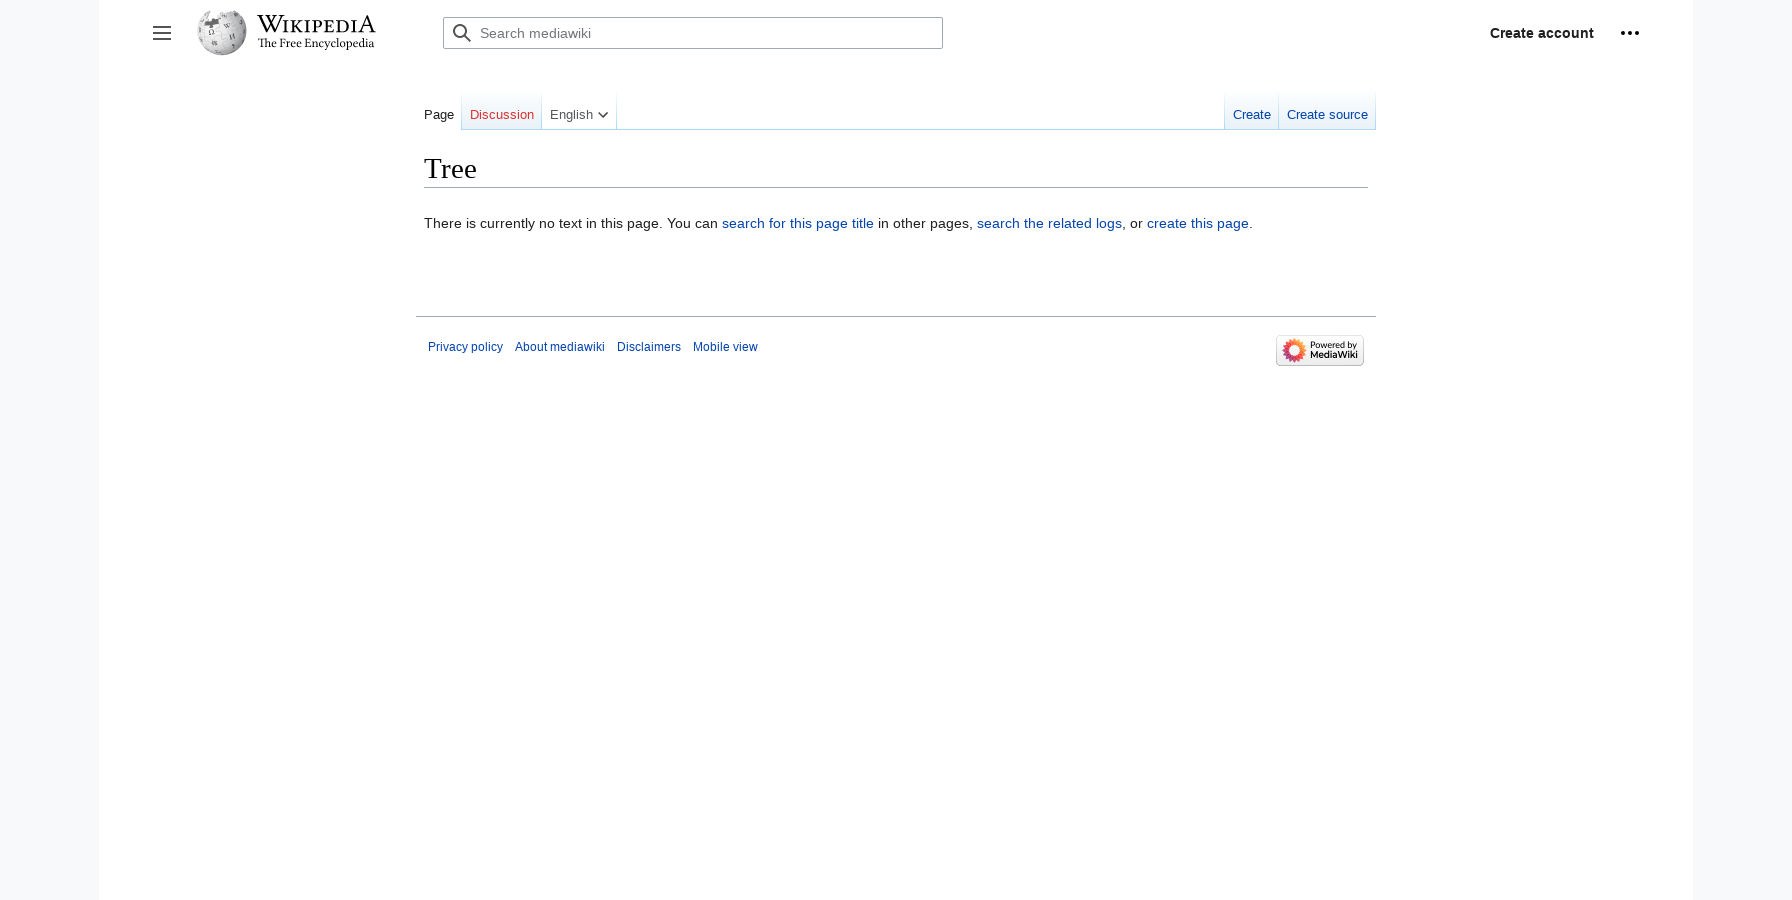 WIKIPEDIA
The Free Encyclopedia
Search mediawiki
Create account
Page Discussion English Create Create source
Tree
There is currently no text in this page. You can search for this page title in other pages, search the related logs, or create this page.
Privacy policy About mediawiki Disclaimers Mobile view
Powered by
MediaWiki